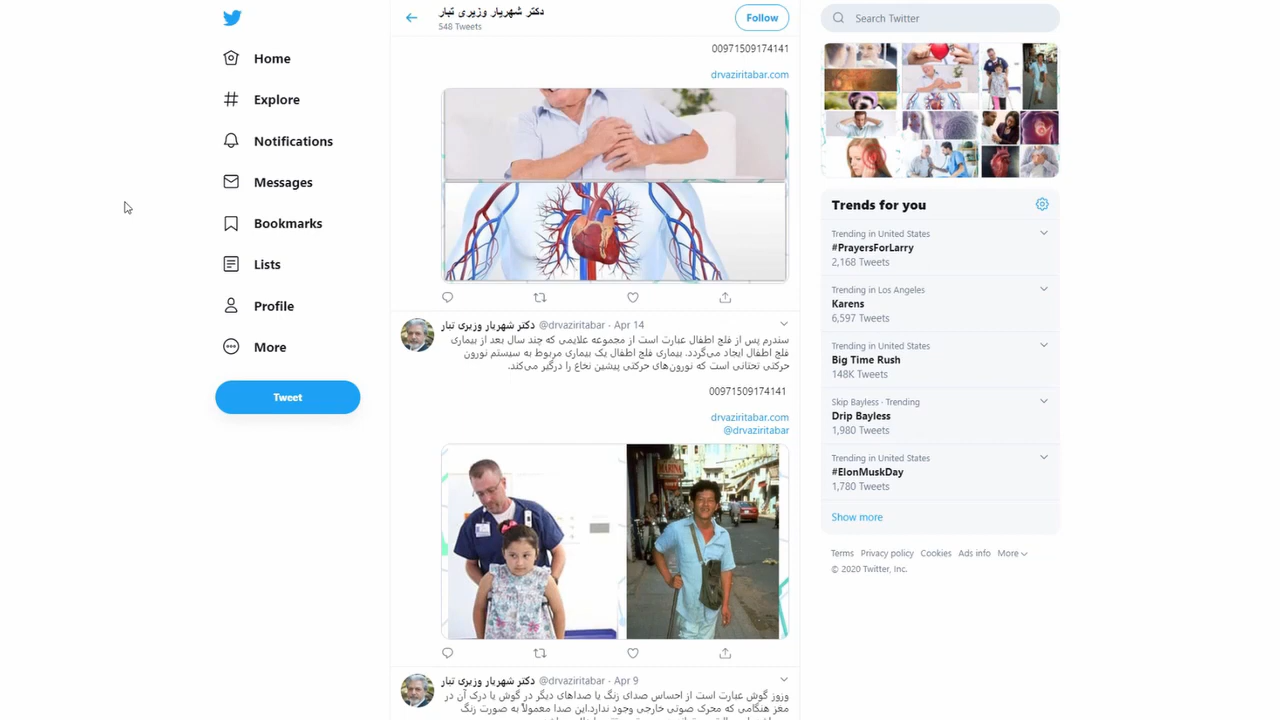 Home
Explore
Notifications
Messages
Bookmarks
Lists
Profile
More
Tweet
دکتر شهریار وزیری تبار
548 Tweets
Follow
00971509174141
drvaziritabar.com
دکتر شهریار وزیری تبار @drvaziritabar · Apr 14
سندرم پس از فلج اطفال عبارت است از مجموعه علایمی که چند سال بعد از بیماری
فلج اطفال ایجاد می‌گردد. بیماری فلج اطفال یک بیماری مربوط به سیستم نورون
حرکتی تحتانی است که نورون‌های حرکتی پیشین نخاع را درگیر می‌کند.
00971509174141
drvaziritabar.com
@drvaziritabar
MARINA
دکتر شهریار وزیری تبار @drvaziritabar · Apr 9
وزوز گوش عبارت است از احساس صدای زنگ یا صداهای دیگر در گوش یا درک آن در
مغز هنگامی که محرک صوتی خارجی وجود ندارد.این صدا معمولاً به صورت زنگ
Search Twitter
Trends for you
Trending in United States
#PrayersForLarry
2,168 Tweets
Trending in Los Angeles
Karens
6,597 Tweets
Trending in United States
Big Time Rush
148K Tweets
Skip Bayless · Trending
Drip Bayless
1,980 Tweets
Trending in United States
#ElonMuskDay
1,780 Tweets
Show more
Terms Privacy policy Cookies Ads info More
© 2020 Twitter, Inc.